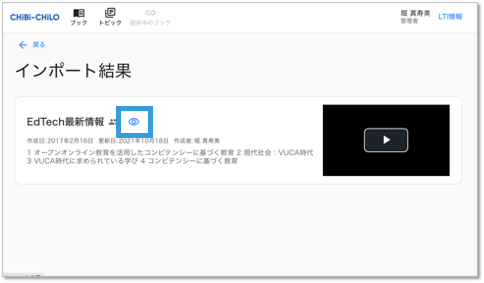 CHiBi-CHiLO
ブック
トピック
提供中のブック
堀 真寿美
管理者
LTI情報
戻る
インポート結果
EdTech最新情報
作成日:2017年2月16日 更新日:2021年10月18日 作成者:堀 真寿美
1 オープンオンライン教育を活用したコンピテンシーに基づく教育 2 現代社会：VUCA時代
3 VUCA時代に求められている学び 4 コンピテンシーに基づく教育